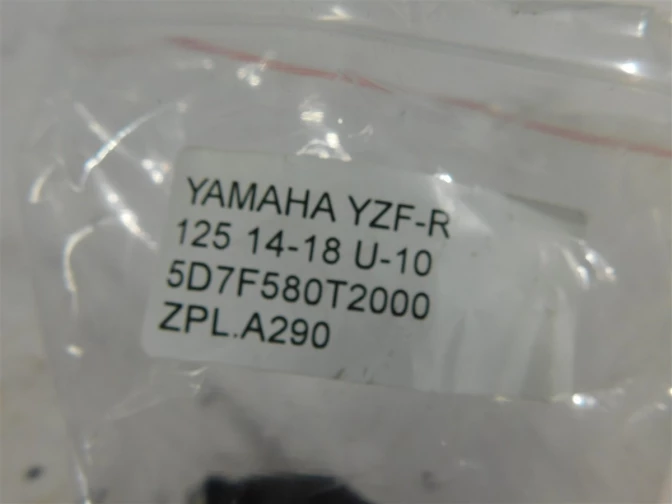 YAMAHA YZF-R
125 14-18 U-10
5D7F580T2000
ZPL.A290